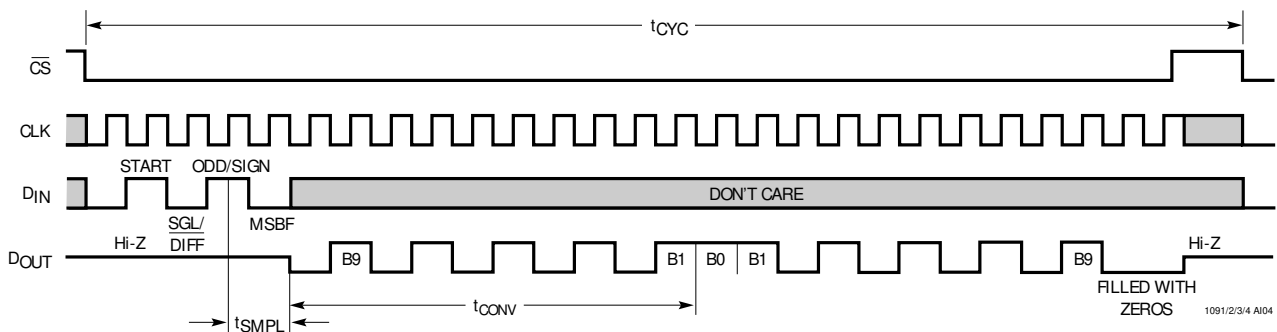 tCYC
CS
CLK
START
ODD/SIGN
DIN
DON'T CARE
SGL/
DIFF
MSBF
Hi-Z
DOUT
B9
B1
B0
B1
B9
Hi-Z
FILLED WITH
ZEROS
tCONV
tSMPL
1091/2/3/4 AI04